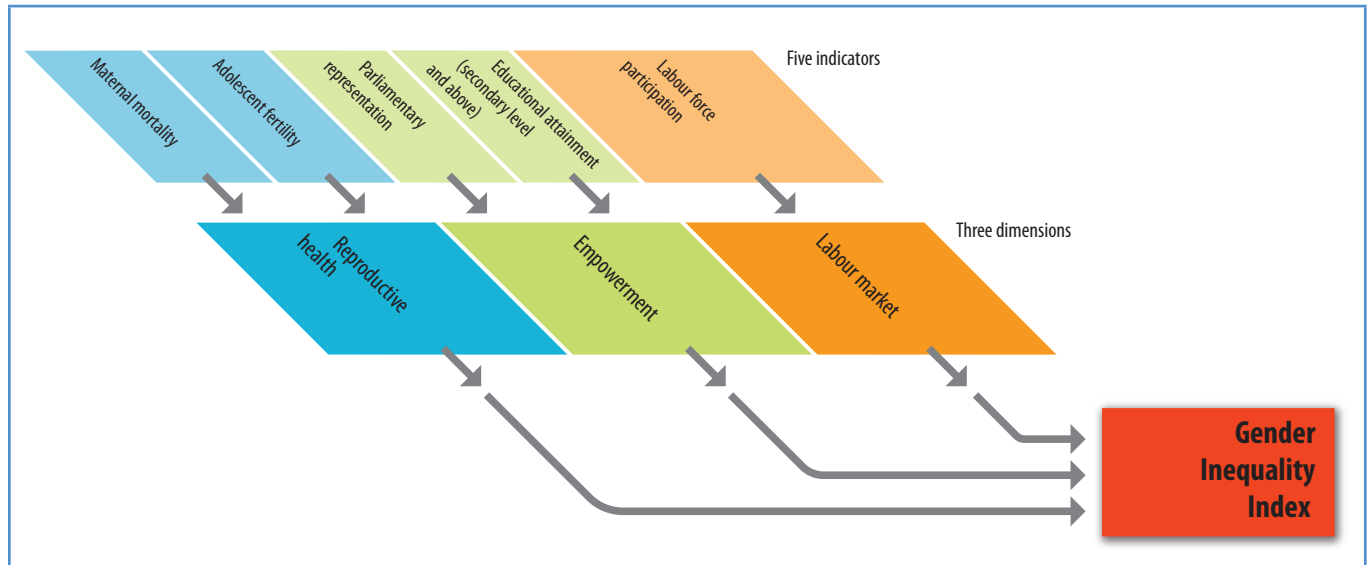 Maternal mortality
Adolescent fertility
Parliamentary
representation
Educational attainment
(secondary level
and above)
Labour force
participation
Five indicators
Reproductive
health
Empowerment
Labour market
Three dimensions
Gender
Inequality
Index